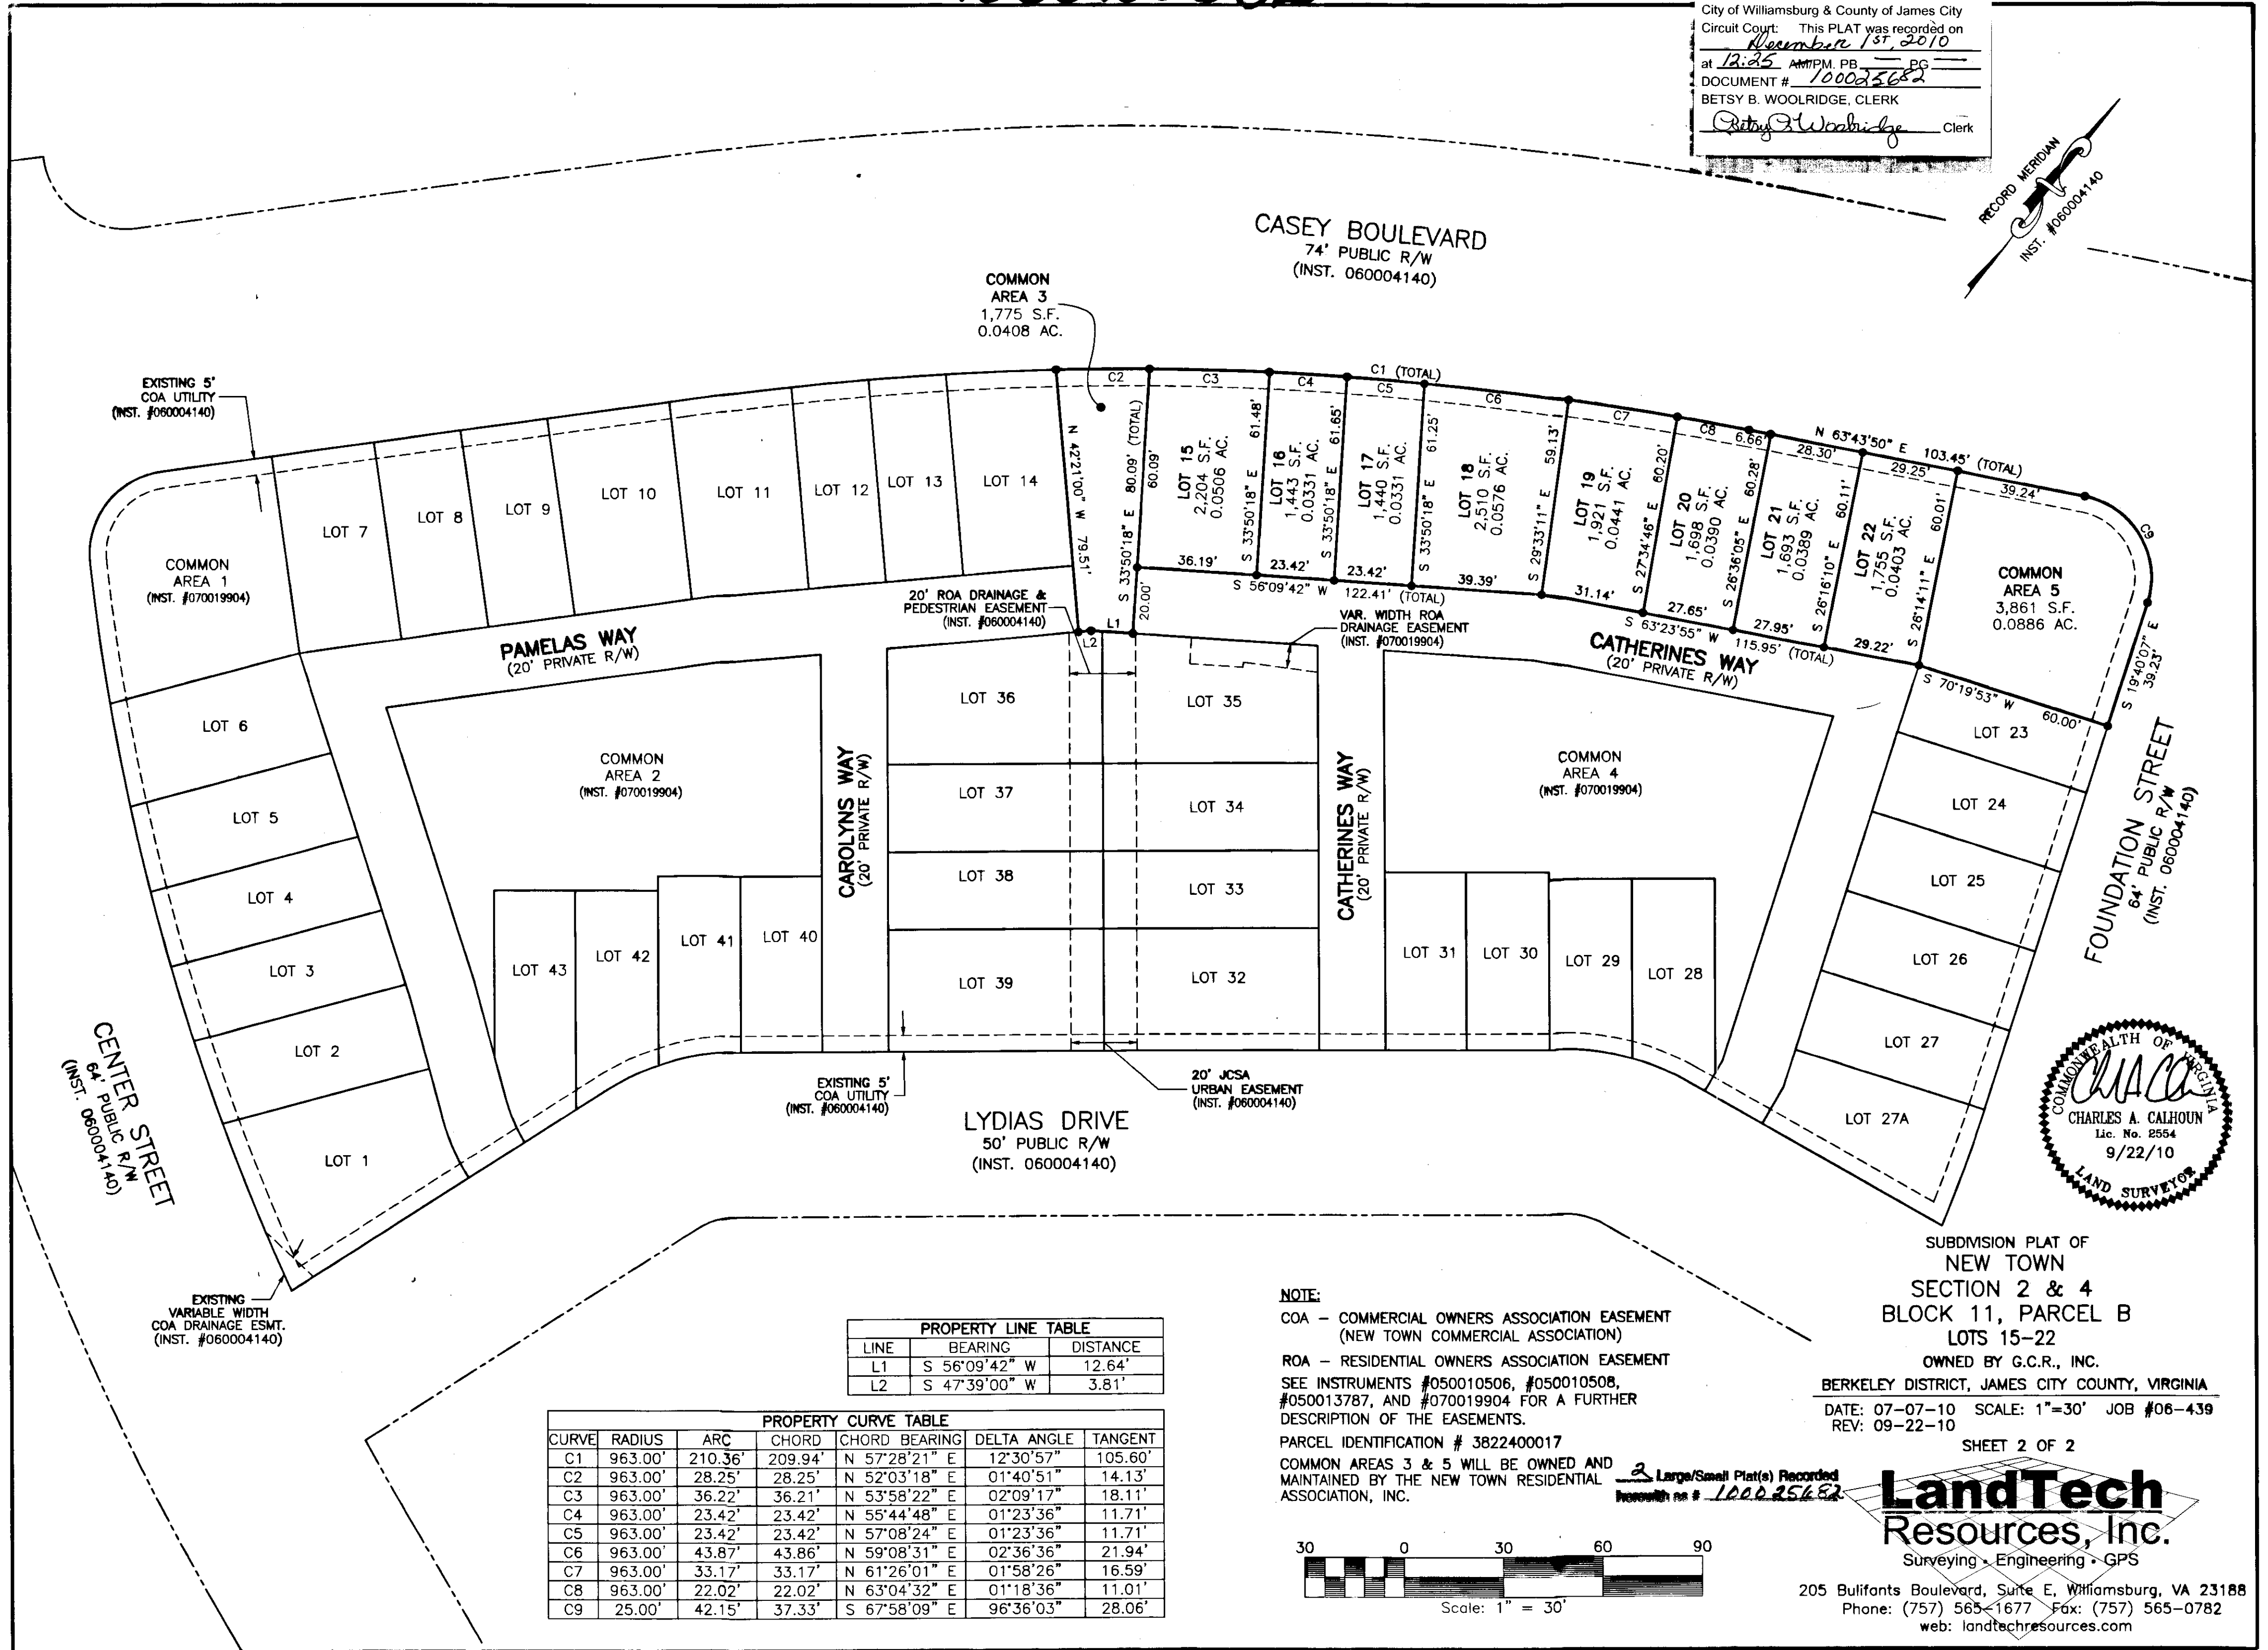 City of Williamsburg & County of James City
Circuit Court: This PLAT was recorded on
December 1ST, 2010
at 12:25 AM/PM. PB — PG —
DOCUMENT # 100025682
BETSY B. WOOLRIDGE, CLERK
Betsy B Woolridge Clerk
RECORD MERIDIAN
INST. #060004140
CASEY BOULEVARD
74' PUBLIC R/W
(INST. 060004140)
COMMON
AREA 3
1,775 S.F.
0.0408 AC.
EXISTING 5'
COA UTILITY
(INST. #060004140)
C1 (TOTAL)
C2
C3
C4
C5
C6
C7
C8
6.66'
N 63°43'50" E 103.45' (TOTAL)
28.30'
29.25'
39.24'
C9
COMMON
AREA 1
(INST. #070019904)
LOT 7
LOT 8
LOT 9
LOT 10
LOT 11
LOT 12
LOT 13
LOT 14
N 42°21'00" W 79.51'
S 33°50'18" E 80.09' (TOTAL)
60.09'
20.00'
LOT 15
2,204 S.F.
0.0506 AC.
S 33°50'18" E 61.48'
LOT 16
1,443 S.F.
0.0331 AC.
S 33°50'18" E 61.65'
LOT 17
1,440 S.F.
0.0331 AC.
S 33°50'18" E 61.25'
LOT 18
2,510 S.F.
0.0576 AC.
S 29°33'11" E 59.13'
LOT 19
1,921 S.F.
0.0441 AC.
S 27°34'46" E 60.20'
LOT 20
1,698 S.F.
0.0390 AC.
S 26°36'05" E 60.28'
LOT 21
1,693 S.F.
0.0389 AC.
S 26°16'10" E 60.11'
LOT 22
1,755 S.F.
0.0403 AC.
S 26°14'11" E 60.01'
COMMON
AREA 5
3,861 S.F.
0.0886 AC.
S 19°40'07" E
39.23'
36.19'
23.42'
23.42'
39.39'
S 56°09'42" W 122.41' (TOTAL)
31.14'
27.65'
27.95'
29.22'
S 63°23'55" W 115.95' (TOTAL)
S 70°19'53" W 60.00'
20' ROA DRAINAGE &
PEDESTRIAN EASEMENT
(INST. #060004140)
L1
L2
VAR. WIDTH ROA
DRAINAGE EASEMENT
(INST. #070019904)
PAMELAS WAY
(20' PRIVATE R/W)
CATHERINES WAY
(20' PRIVATE R/W)
LOT 6
LOT 5
LOT 4
LOT 3
LOT 2
LOT 1
COMMON
AREA 2
(INST. #070019904)
CAROLYNS WAY
(20' PRIVATE R/W)
LOT 36
LOT 37
LOT 38
LOT 39
LOT 35
LOT 34
LOT 33
LOT 32
CATHERINES WAY
(20' PRIVATE R/W)
COMMON
AREA 4
(INST. #070019904)
LOT 23
LOT 24
LOT 25
LOT 26
LOT 27
LOT 27A
FOUNDATION STREET
64' PUBLIC R/W
(INST. 060004140)
LOT 43
LOT 42
LOT 41
LOT 40
LOT 31
LOT 30
LOT 29
LOT 28
CENTER STREET
64' PUBLIC R/W
(INST. 060004140)
EXISTING 5'
COA UTILITY
(INST. #060004140)
20' JCSA
URBAN EASEMENT
(INST. #060004140)
LYDIAS DRIVE
50' PUBLIC R/W
(INST. 060004140)
EXISTING
VARIABLE WIDTH
COA DRAINAGE ESMT.
(INST. #060004140)
COMMONWEALTH OF VIRGINIA
CHARLES A. CALHOUN
Lic. No. 2554
9/22/10
LAND SURVEYOR
PROPERTY LINE TABLE
LINE BEARING DISTANCE
L1 S 56°09'42" W 12.64'
L2 S 47°39'00" W 3.81'
PROPERTY CURVE TABLE
CURVE RADIUS ARC CHORD CHORD BEARING DELTA ANGLE TANGENT
C1 963.00' 210.36' 209.94' N 57°28'21" E 12°30'57" 105.60'
C2 963.00' 28.25' 28.25' N 52°03'18" E 01°40'51" 14.13'
C3 963.00' 36.22' 36.21' N 53°58'22" E 02°09'17" 18.11'
C4 963.00' 23.42' 23.42' N 55°44'48" E 01°23'36" 11.71'
C5 963.00' 23.42' 23.42' N 57°08'24" E 01°23'36" 11.71'
C6 963.00' 43.87' 43.86' N 59°08'31" E 02°36'36" 21.94'
C7 963.00' 33.17' 33.17' N 61°26'01" E 01°58'26" 16.59'
C8 963.00' 22.02' 22.02' N 63°04'32" E 01°18'36" 11.01'
C9 25.00' 42.15' 37.33' S 67°58'09" E 96°36'03" 28.06'
NOTE:
COA – COMMERCIAL OWNERS ASSOCIATION EASEMENT
(NEW TOWN COMMERCIAL ASSOCIATION)
ROA – RESIDENTIAL OWNERS ASSOCIATION EASEMENT
SEE INSTRUMENTS #050010506, #050010508,
#050013787, AND #070019904 FOR A FURTHER
DESCRIPTION OF THE EASEMENTS.
PARCEL IDENTIFICATION # 3822400017
COMMON AREAS 3 & 5 WILL BE OWNED AND
MAINTAINED BY THE NEW TOWN RESIDENTIAL
ASSOCIATION, INC.
2 Large/Small Plat(s) Recorded
herewith as # 100025682
30 0 30 60 90
Scale: 1" = 30'
SUBDIVISION PLAT OF
NEW TOWN
SECTION 2 & 4
BLOCK 11, PARCEL B
LOTS 15-22
OWNED BY G.C.R., INC.
BERKELEY DISTRICT, JAMES CITY COUNTY, VIRGINIA
DATE: 07-07-10 SCALE: 1"=30' JOB #06-439
REV: 09-22-10
SHEET 2 OF 2
LandTech
Resources, Inc.
Surveying • Engineering • GPS
205 Bulifants Boulevard, Suite E, Williamsburg, VA 23188
Phone: (757) 565-1677 Fax: (757) 565-0782
web: landtechresources.com